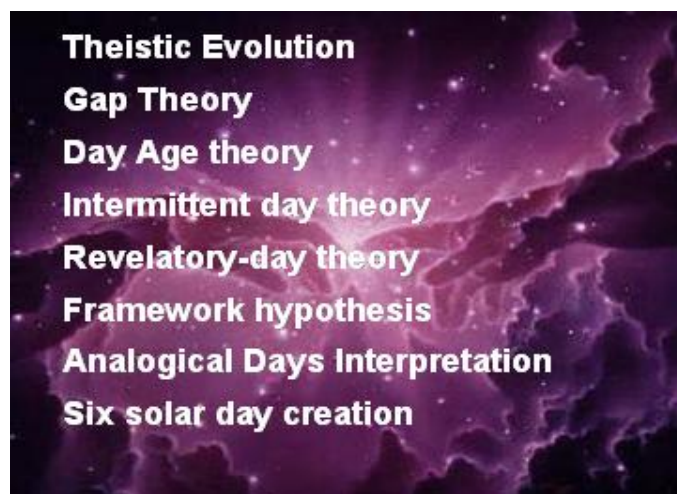 Theistic Evolution
Gap Theory
Day Age theory
Intermittent day theory
Revelatory-day theory
Framework hypothesis
Analogical Days Interpretation
Six solar day creation